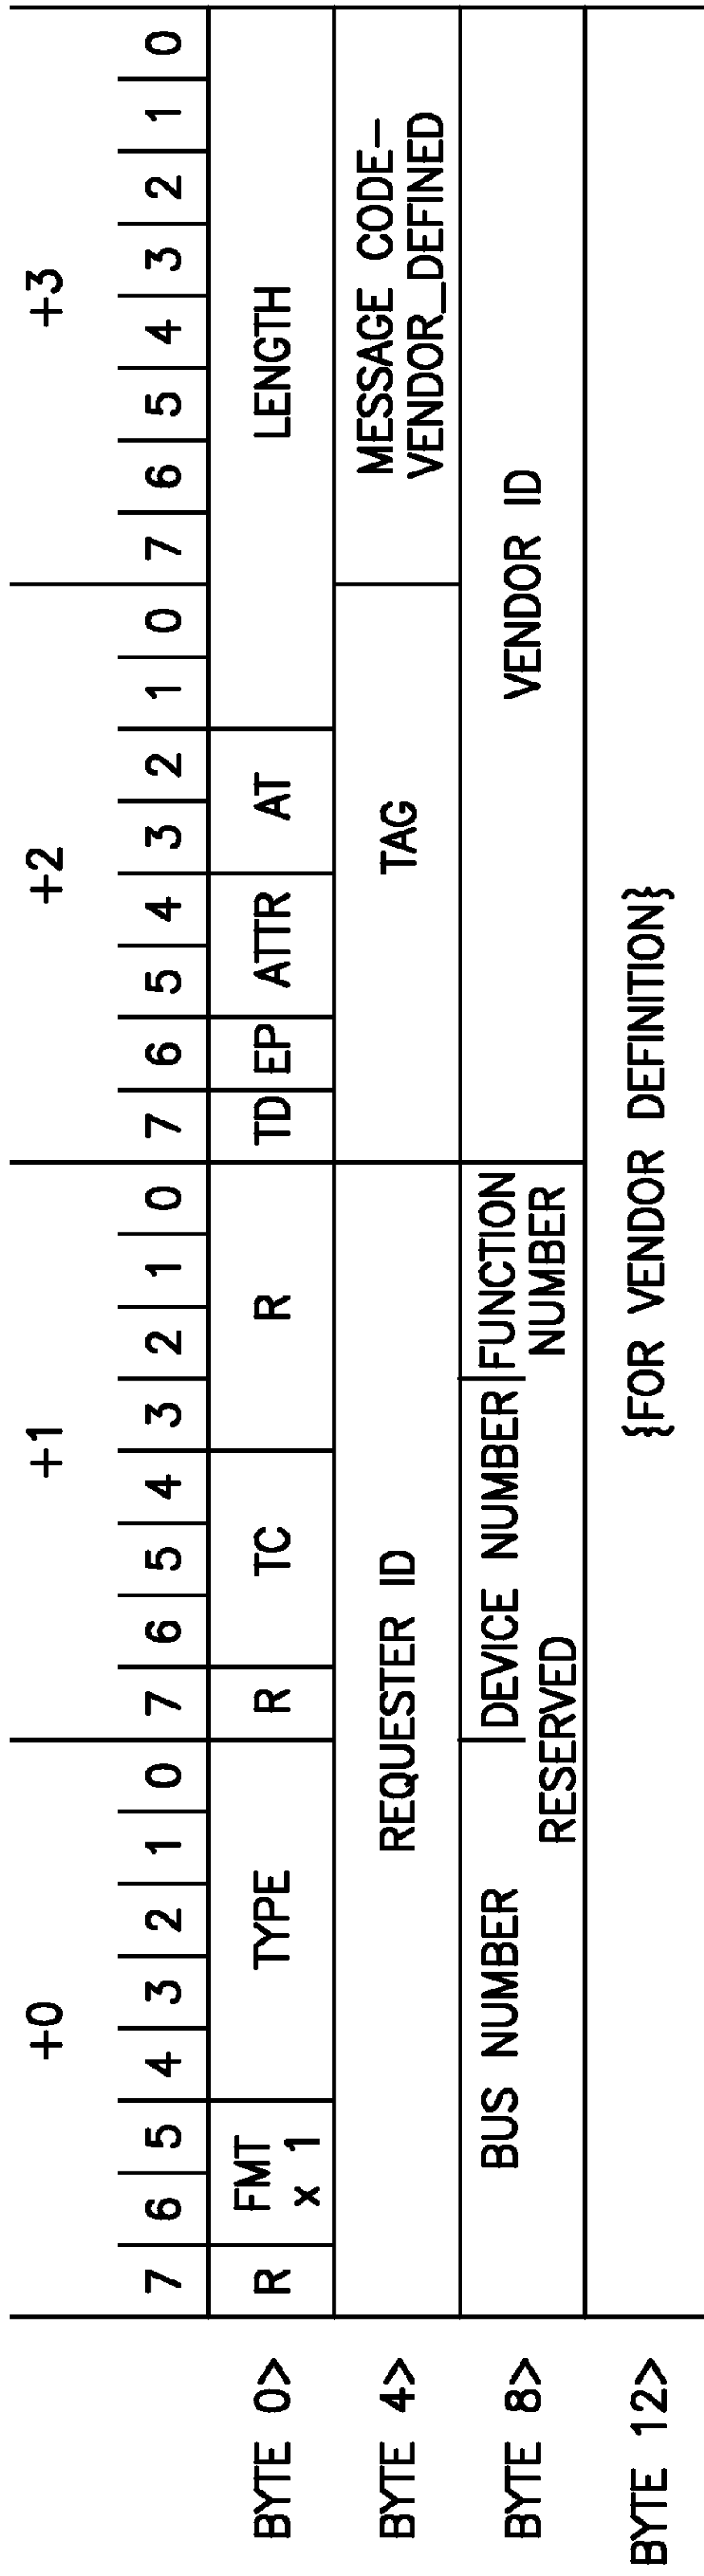 +0 +1 +2 +3
7 6 5 4 3 2 1 0 7 6 5 4 3 2 1 0 7 6 5 4 3 2 1 0 7 6 5 4 3 2 1 0
BYTE 0> R FMT TYPE R TC R TD EP ATTR AT LENGTH
x 1
BYTE 4> REQUESTER ID TAG MESSAGE CODE–
VENDOR_DEFINED
BYTE 8> BUS NUMBER DEVICE NUMBER FUNCTION NUMBER VENDOR ID
RESERVED
BYTE 12> {FOR VENDOR DEFINITION}